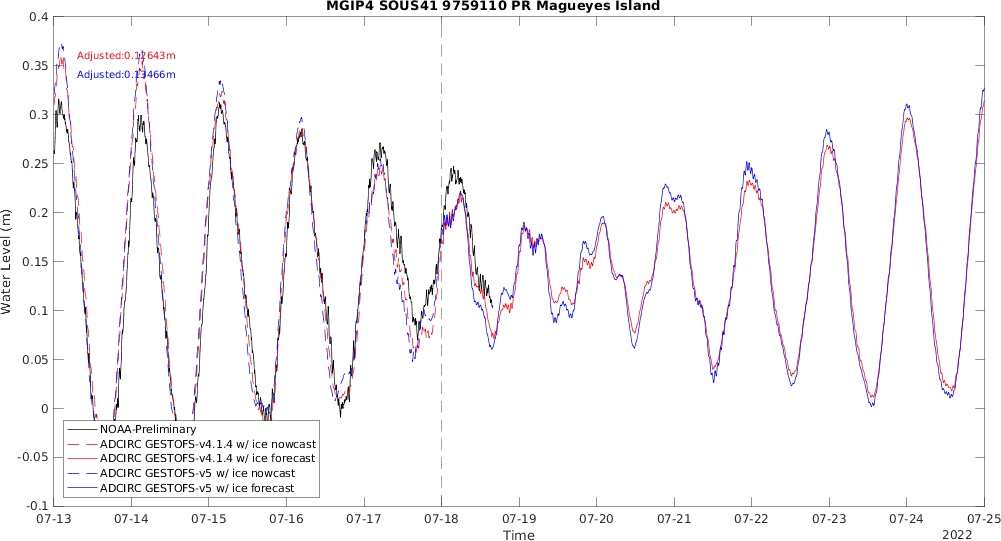 MGIP4 SOUS41 9759110 PR Magueyes Island
Water Level (m)
0.4
0.35
0.3
0.25
0.2
0.15
0.1
0.05
0
-0.05
-0.1
Adjusted:0.12643m
Adjusted:0.13466m
NOAA-Preliminary
ADCIRC GESTOFS-v4.1.4 w/ ice nowcast
ADCIRC GESTOFS-v4.1.4 w/ ice forecast
ADCIRC GESTOFS-v5 w/ ice nowcast
ADCIRC GESTOFS-v5 w/ ice forecast
07-13 07-14 07-15 07-16 07-17 07-18 07-19 07-20 07-21 07-22 07-23 07-24 07-25
Time
2022